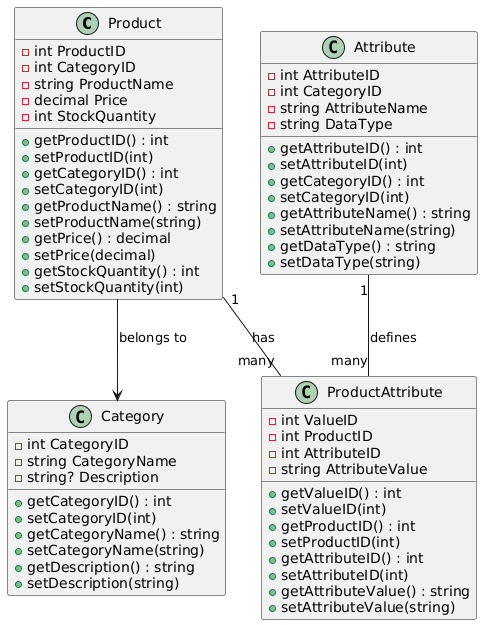 C Product
int ProductID
int CategoryID
string ProductName
decimal Price
int StockQuantity
getProductID() : int
setProductID(int)
getCategoryID() : int
setCategoryID(int)
getProductName() : string
setProductName(string)
getPrice() : decimal
setPrice(decimal)
getStockQuantity() : int
setStockQuantity(int)
C Attribute
int AttributeID
int CategoryID
string AttributeName
string DataType
getAttributeID() : int
setAttributeID(int)
getCategoryID() : int
setCategoryID(int)
getAttributeName() : string
setAttributeName(string)
getDataType() : string
setDataType(string)
belongs to
1
has
many
1
defines
many
C Category
int CategoryID
string CategoryName
string? Description
getCategoryID() : int
setCategoryID(int)
getCategoryName() : string
setCategoryName(string)
getDescription() : string
setDescription(string)
C ProductAttribute
int ValueID
int ProductID
int AttributeID
string AttributeValue
getValueID() : int
setValueID(int)
getProductID() : int
setProductID(int)
getAttributeID() : int
setAttributeID(int)
getAttributeValue() : string
setAttributeValue(string)